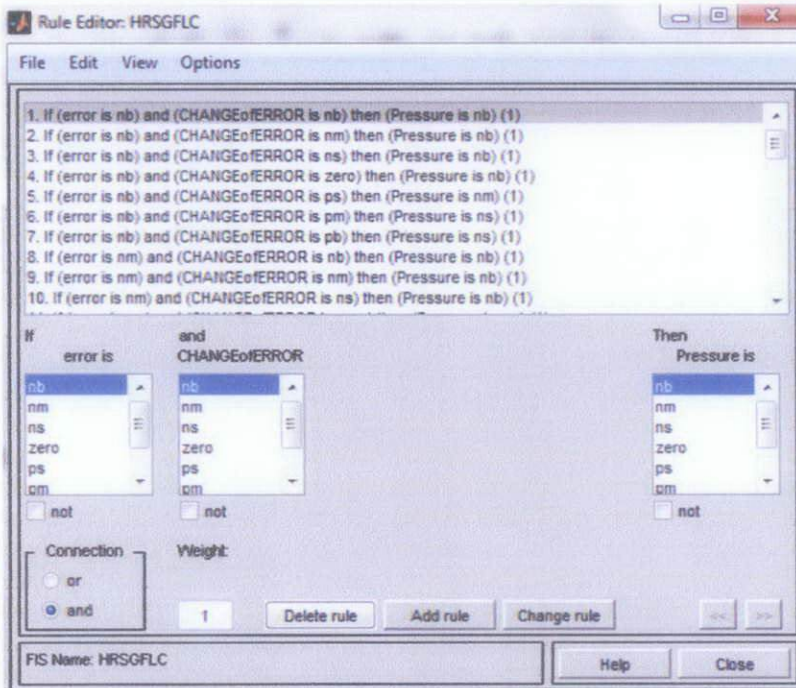 Rule Editor: HRSGFLC
File Edit View Options
1. If (error is nb) and (CHANGEofERROR is nb) then (Pressure is nb) (1)
2. If (error is nb) and (CHANGEofERROR is nm) then (Pressure is nb) (1)
3. If (error is nb) and (CHANGEofERROR is ns) then (Pressure is nb) (1)
4. If (error is nb) and (CHANGEofERROR is zero) then (Pressure is nb) (1)
5. If (error is nb) and (CHANGEofERROR is ps) then (Pressure is nm) (1)
6. If (error is nb) and (CHANGEofERROR is pm) then (Pressure is ns) (1)
7. If (error is nb) and (CHANGEofERROR is pb) then (Pressure is ns) (1)
8. If (error is nm) and (CHANGEofERROR is nb) then (Pressure is nb) (1)
9. If (error is nm) and (CHANGEofERROR is nm) then (Pressure is nb) (1)
10. If (error is nm) and (CHANGEofERROR is ns) then (Pressure is nb) (1)
If
error is
nb
nm
ns
zero
ps
pm
not
and
CHANGEofERROR
nb
nm
ns
zero
ps
pm
not
Then
Pressure is
nb
nm
ns
zero
ps
pm
not
Connection
or
and
Weight:
1
Delete rule
Add rule
Change rule
<<
>>
FIS Name: HRSGFLC
Help
Close